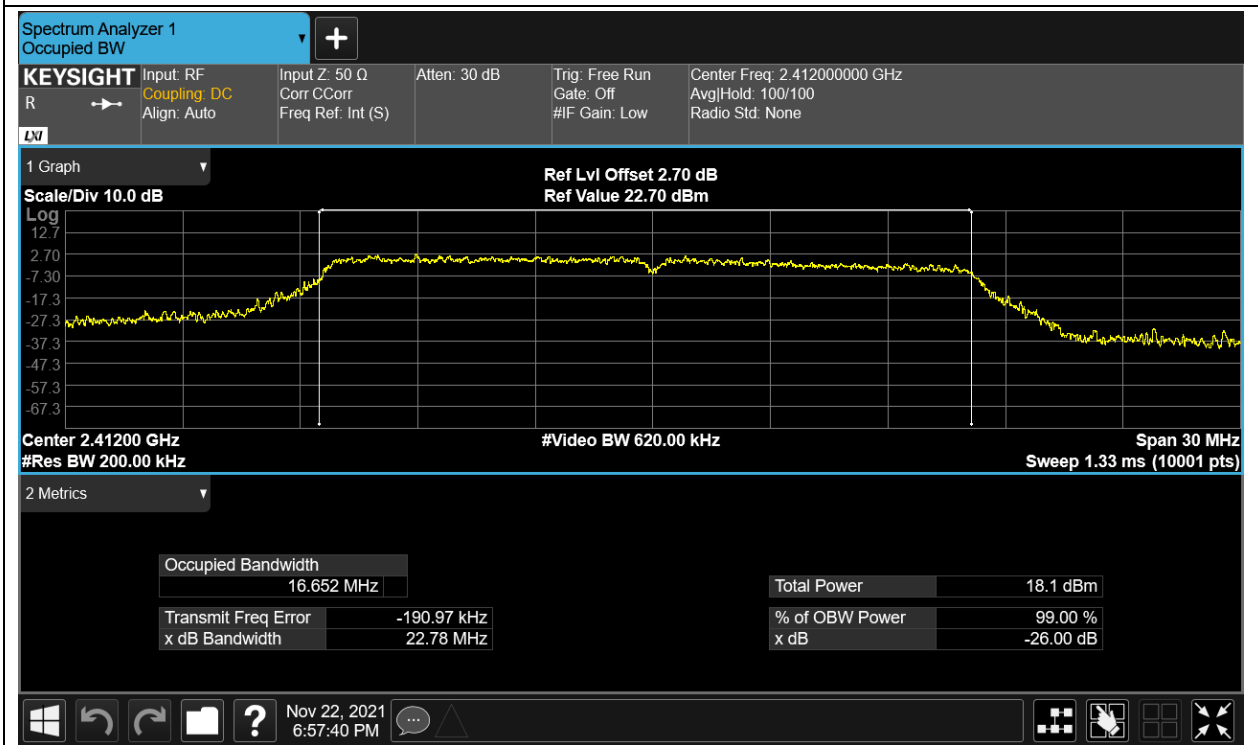 Spectrum Analyzer 1
Occupied BW
KEYSIGHT
R
LXI
Input: RF
Coupling: DC
Align: Auto
Input Z: 50 Ω
Corr CCorr
Freq Ref: Int (S)
Atten: 30 dB
Trig: Free Run
Gate: Off
#IF Gain: Low
Center Freq: 2.412000000 GHz
Avg|Hold: 100/100
Radio Std: None
1 Graph
Scale/Div 10.0 dB
Ref Lvl Offset 2.70 dB
Ref Value 22.70 dBm
Log
12.7
2.70
-7.30
-17.3
-27.3
-37.3
-47.3
-57.3
-67.3
Center 2.41200 GHz
#Video BW 620.00 kHz
Span 30 MHz
#Res BW 200.00 kHz
Sweep 1.33 ms (10001 pts)
2 Metrics
Occupied Bandwidth
16.652 MHz
Transmit Freq Error -190.97 kHz
x dB Bandwidth 22.78 MHz
Total Power 18.1 dBm
% of OBW Power 99.00 %
x dB -26.00 dB
Nov 22, 2021
6:57:40 PM